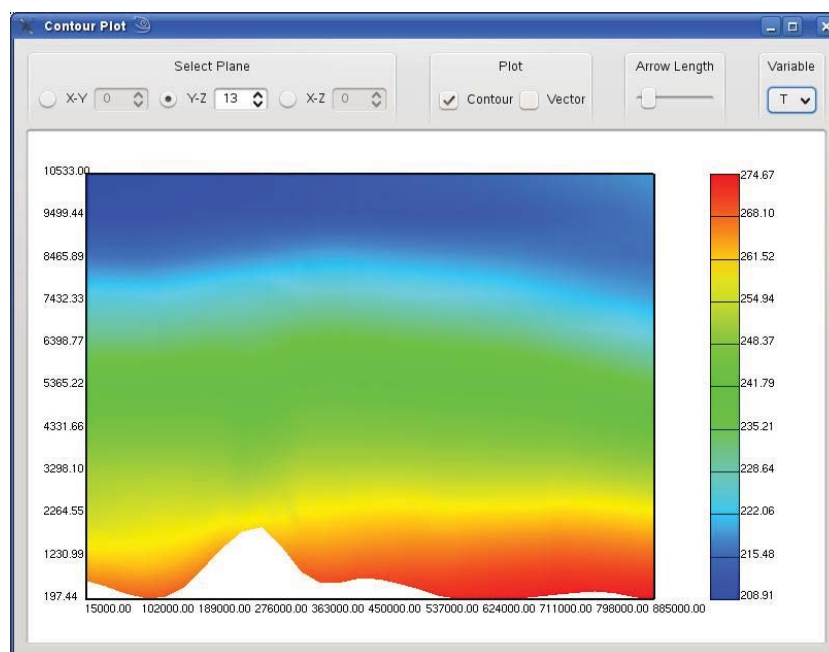 Contour Plot
Select Plane
Plot
Arrow Length
Variable
X-Y 0 Y-Z 13 X-Z 0
Contour Vector
T
10533.00
9499.44
8465.89
7432.33
6398.77
5365.22
4331.66
3298.10
2264.55
1230.99
197.44
15000.00 102000.00 189000.00 276000.00 363000.00 450000.00 537000.00 624000.00 711000.00 798000.00 885000.00
274.67
268.10
261.52
254.94
248.37
241.79
235.21
228.64
222.06
215.48
208.91